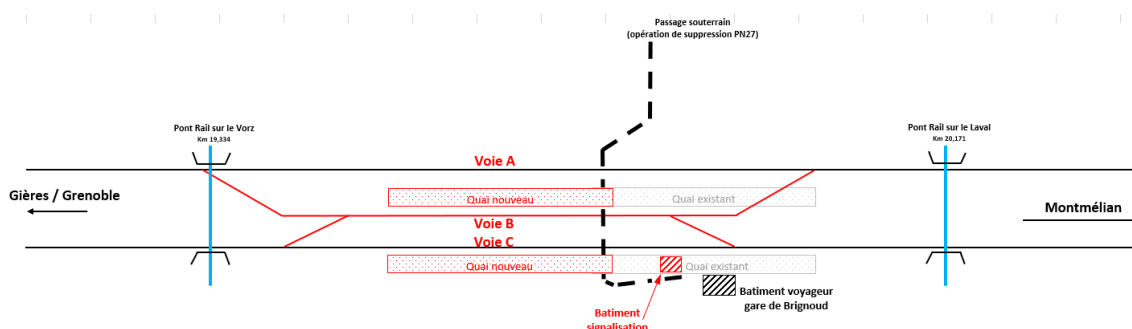 Passage souterrain
(opération de suppression PN27)
Pont Rail sur le Vorz
Km 19,334
Pont Rail sur le Laval
Km 20,171
Voie A
Gières / Grenoble
Quai nouveau
Quai existant
Montmélian
Voie B
Voie C
Quai nouveau
Quai existant
Batiment voyageur
gare de Brignoud
Batiment
signalisation